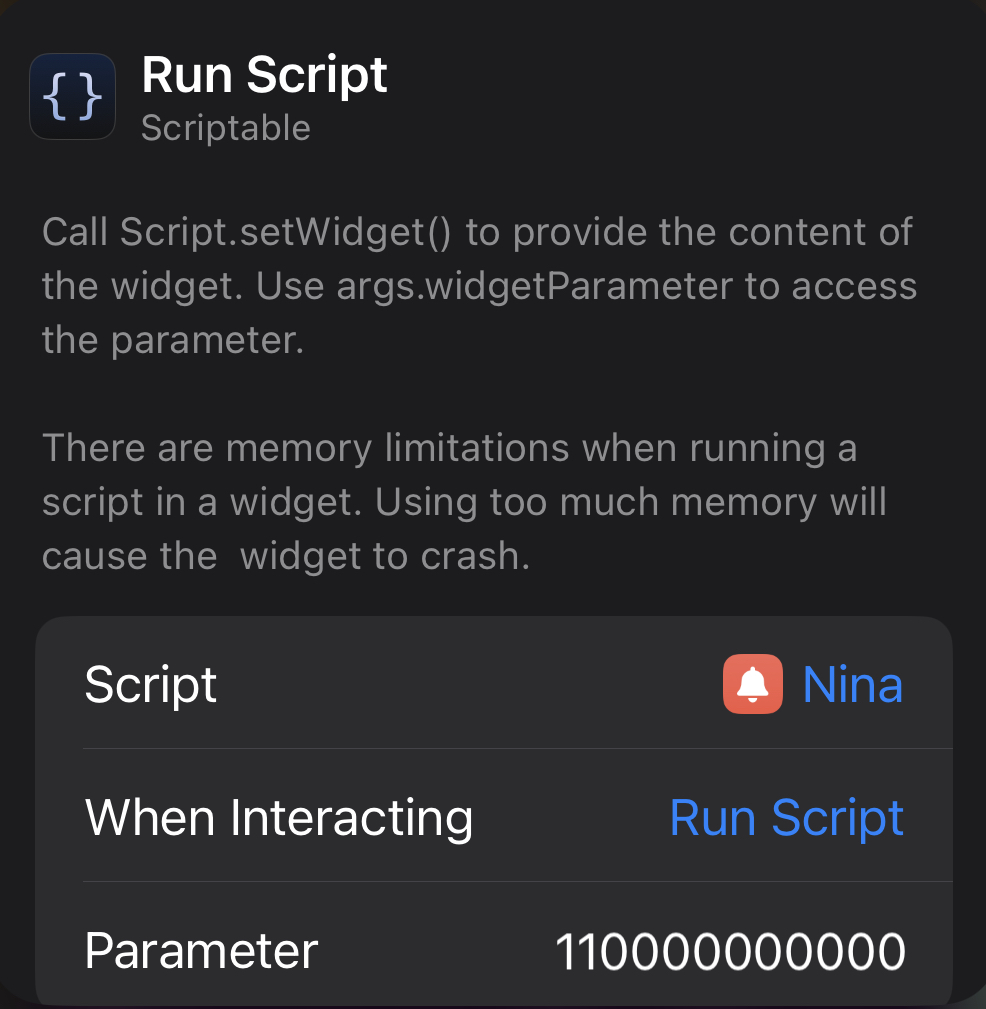 { }
Run Script
Scriptable
Call Script.setWidget() to provide the content of
the widget. Use args.widgetParameter to access
the parameter.
There are memory limitations when running a
script in a widget. Using too much memory will
cause the  widget to crash.
Script Nina
When Interacting Run Script
Parameter 110000000000